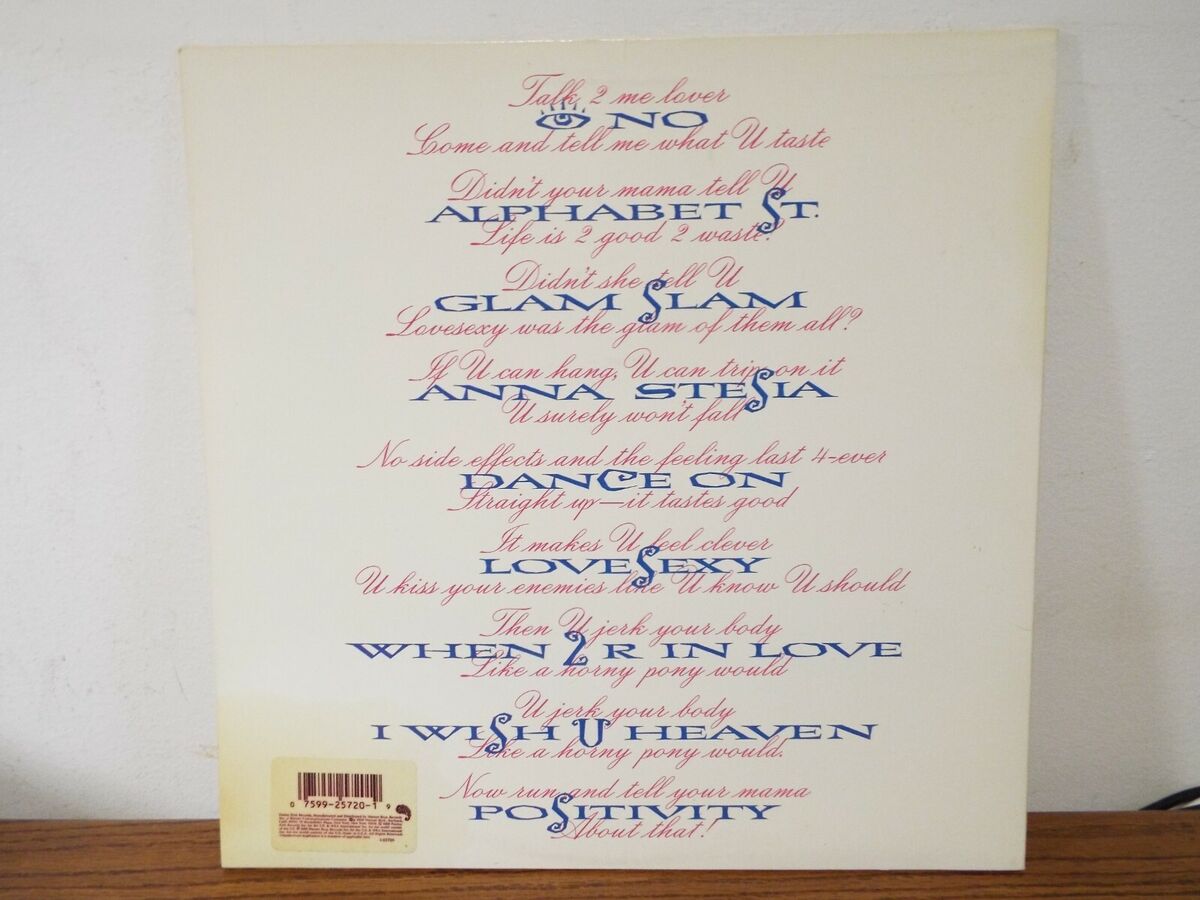 Talk 2 me lover
NO
Come and tell me what U taste
Didn't your mama tell U
ALPHABET ST.
Life is 2 good 2 waste?
Didn't she tell U
GLAM SLAM
Lovesexy was the glam of them all?
If U can hang, U can trip on it
ANNA STESIA
U surely won't fall
No side effects and the feeling last 4-ever
DANCE ON
Straight up—it tastes good
It makes U feel clever
LOVESEXY
U kiss your enemies like U know U should
Then U jerk your body
WHEN 2 R IN LOVE
Like a horny pony would
U jerk your body
I WISH U HEAVEN
Like a horny pony would.
Now run and tell your mama
POSITIVITY
About that!
0 7599-25720-1 9